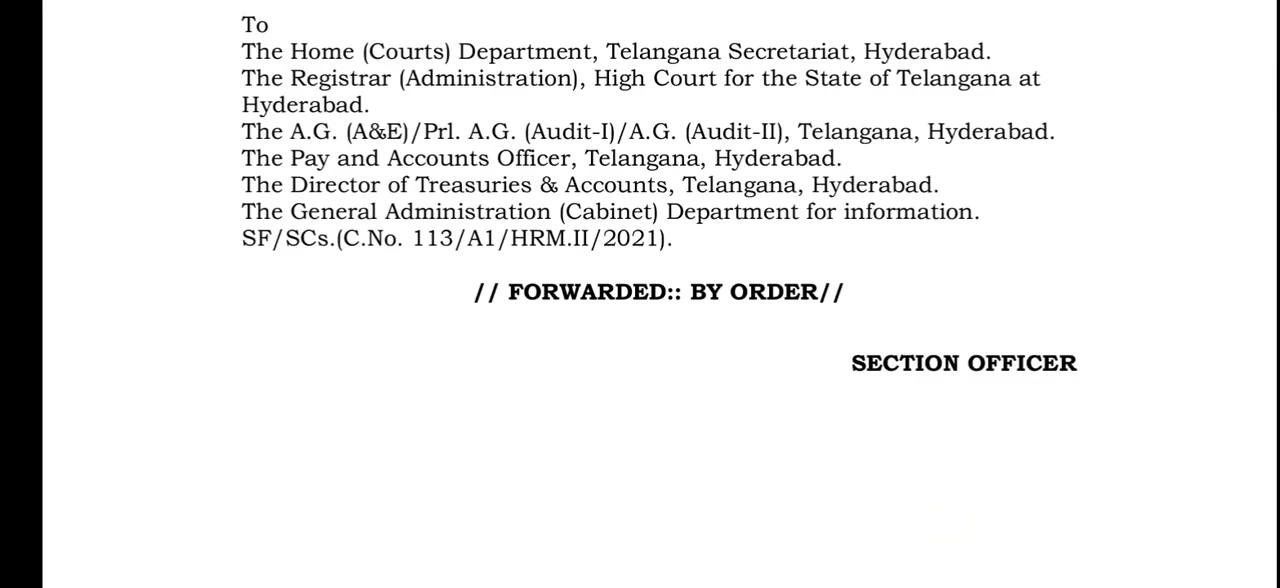 To
The Home (Courts) Department, Telangana Secretariat, Hyderabad.
The Registrar (Administration), High Court for the State of Telangana at
Hyderabad.
The A.G. (A&E)/Prl. A.G. (Audit-I)/A.G. (Audit-II), Telangana, Hyderabad.
The Pay and Accounts Officer, Telangana, Hyderabad.
The Director of Treasuries & Accounts, Telangana, Hyderabad.
The General Administration (Cabinet) Department for information.
SF/SCs.(C.No. 113/A1/HRM.II/2021).
// FORWARDED:: BY ORDER//
SECTION OFFICER